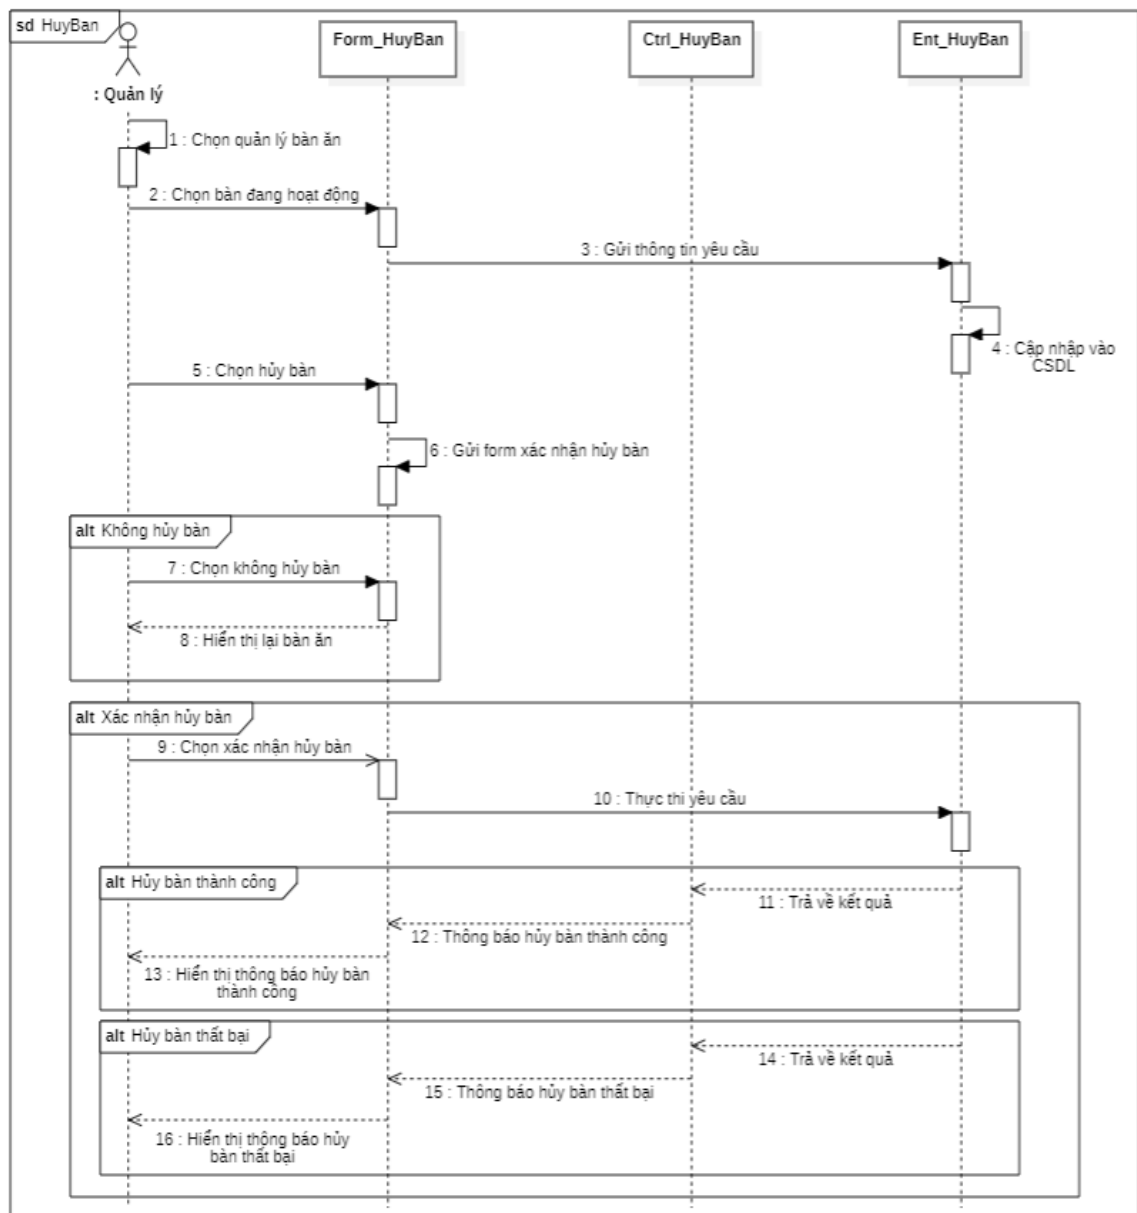 sd HuyBan
Form_HuyBan
Ctrl_HuyBan
Ent_HuyBan
: Quản lý
1 : Chọn quản lý bàn ăn
2 : Chọn bàn đang hoạt động
3 : Gửi thông tin yêu cầu
4 : Cập nhập vào
CSDL
5 : Chọn hủy bàn
6 : Gửi form xác nhận hủy bàn
alt Không hủy bàn
7 : Chọn không hủy bàn
8 : Hiển thị lại bàn ăn
alt Xác nhận hủy bàn
9 : Chọn xác nhận hủy bàn
10 : Thực thi yêu cầu
alt Hủy bàn thành công
11 : Trả về kết quả
12 : Thông báo hủy bàn thành công
13 : Hiển thị thông báo hủy bàn
thành công
alt Hủy bàn thất bại
14 : Trả về kết quả
15 : Thông báo hủy bàn thất bại
16 : Hiển thị thông báo hủy
bàn thất bại